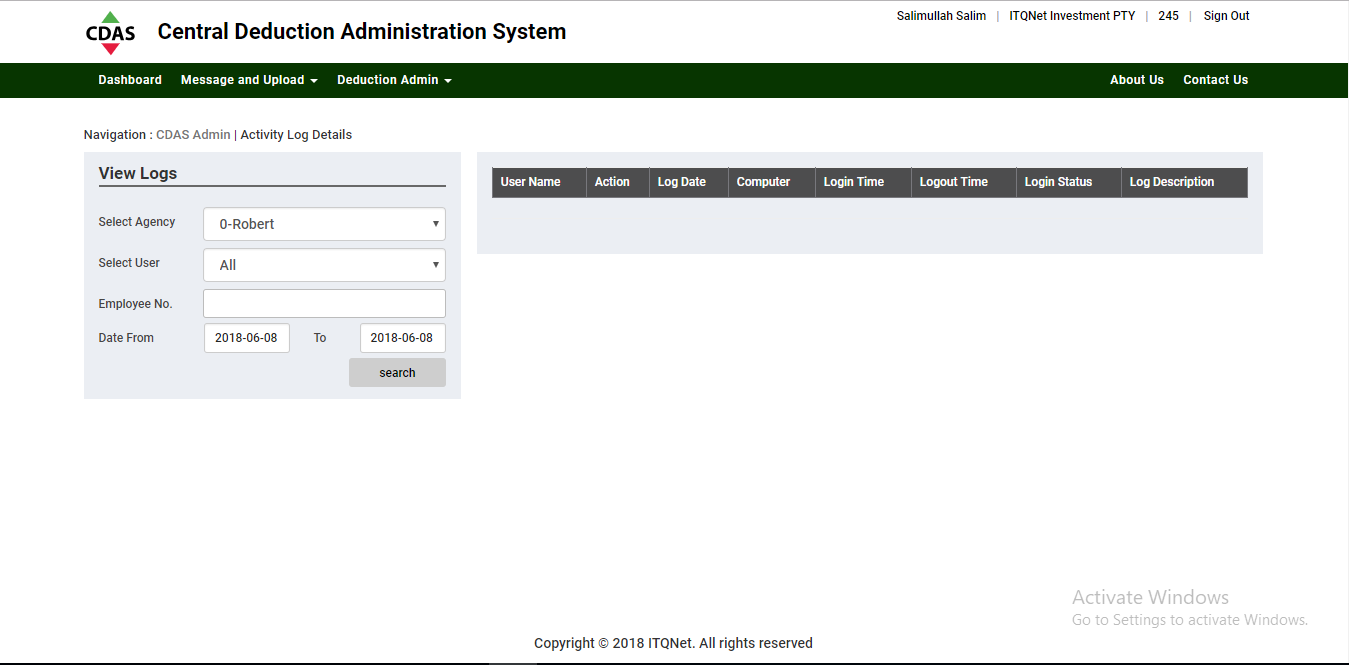 Salimullah Salim | ITQNet Investment PTY | 245 | Sign Out
CDAS Central Deduction Administration System
Dashboard Message and Upload Deduction Admin About Us Contact Us
Navigation : CDAS Admin | Activity Log Details
View Logs
Select Agency 0-Robert
Select User All
Employee No.
Date From 2018-06-08 To 2018-06-08
search
User Name Action Log Date Computer Login Time Logout Time Login Status Log Description
Activate Windows
Go to Settings to activate Windows.
Copyright © 2018 ITQNet. All rights reserved